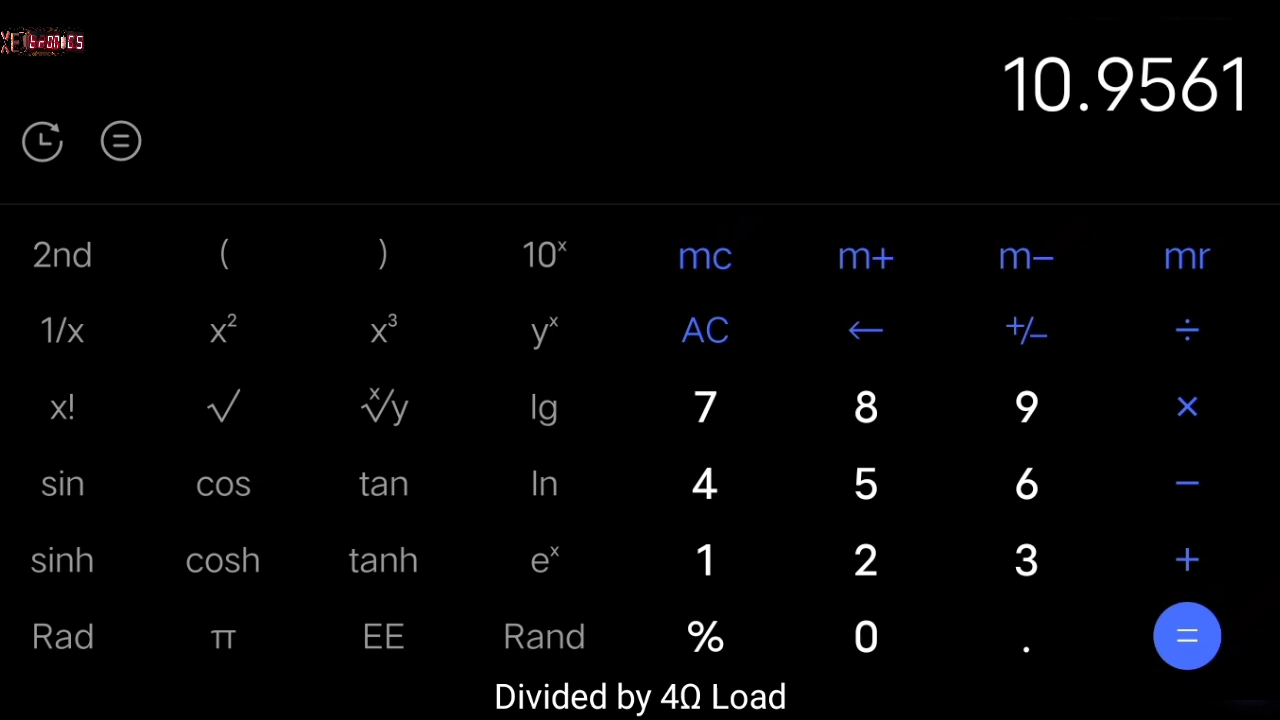 10.9561
2nd ( ) 10ˣ mc m+ m– mr
1/x x² x³ yˣ AC ← +/– ÷
x! √ ˣ√y lg 7 8 9 ×
sin cos tan ln 4 5 6 −
sinh cosh tanh eˣ 1 2 3 +
Rad π EE Rand % 0 . =
Divided by 4Ω Load